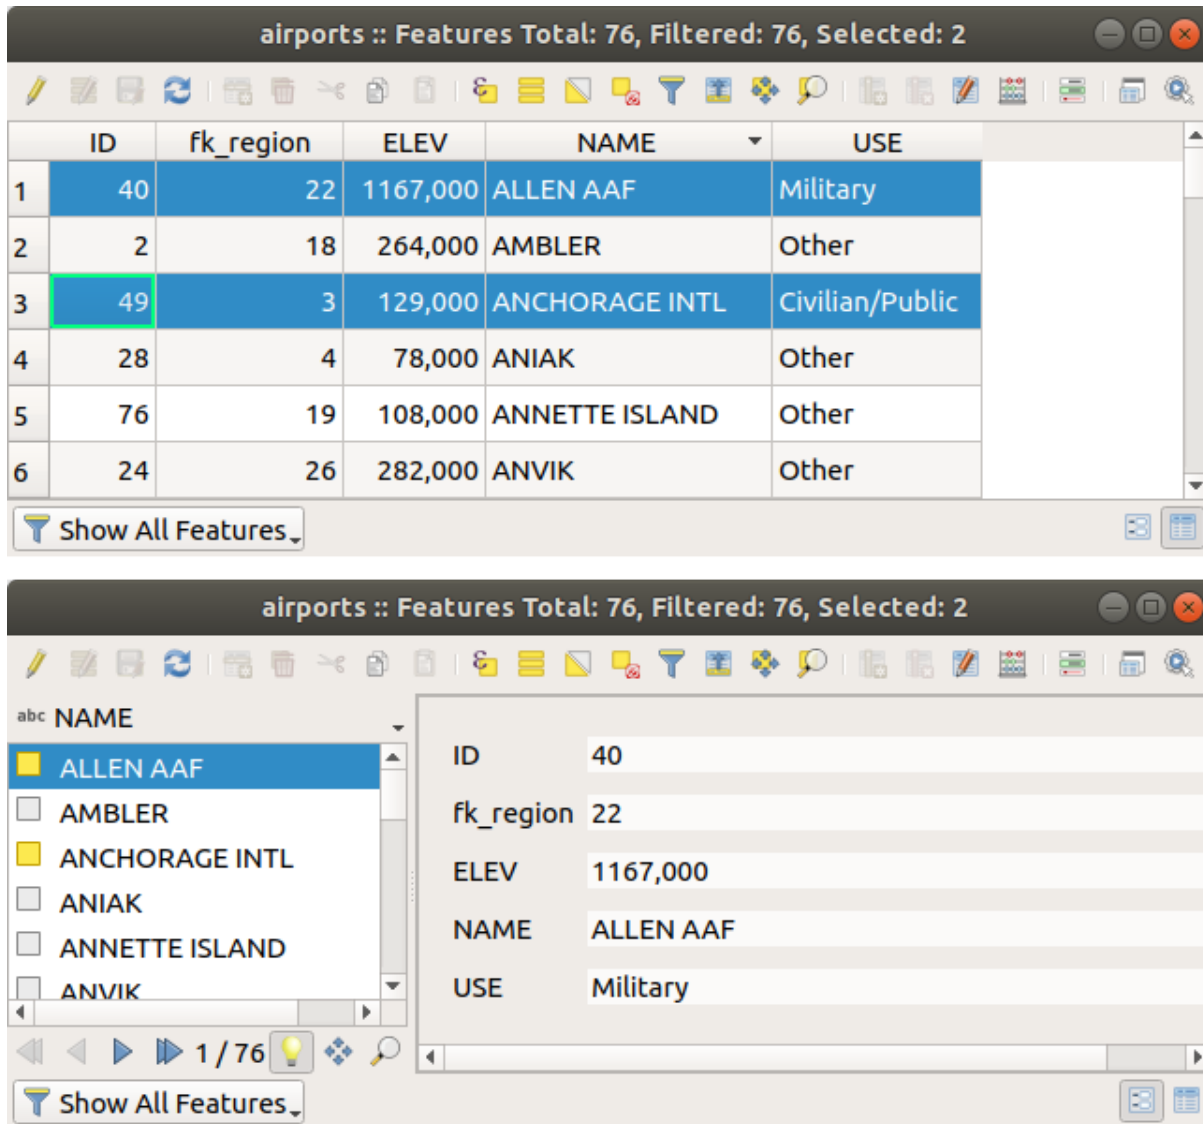 airports :: Features Total: 76, Filtered: 76, Selected: 2
ID fk_region ELEV NAME USE
1 40 22 1167,000 ALLEN AAF Military
2 2 18 264,000 AMBLER Other
3 49 3 129,000 ANCHORAGE INTL Civilian/Public
4 28 4 78,000 ANIAK Other
5 76 19 108,000 ANNETTE ISLAND Other
6 24 26 282,000 ANVIK Other
Show All Features
airports :: Features Total: 76, Filtered: 76, Selected: 2
abc NAME
ALLEN AAF
AMBLER
ANCHORAGE INTL
ANIAK
ANNETTE ISLAND
ANVIK
1 / 76
ID 40
fk_region 22
ELEV 1167,000
NAME ALLEN AAF
USE Military
Show All Features